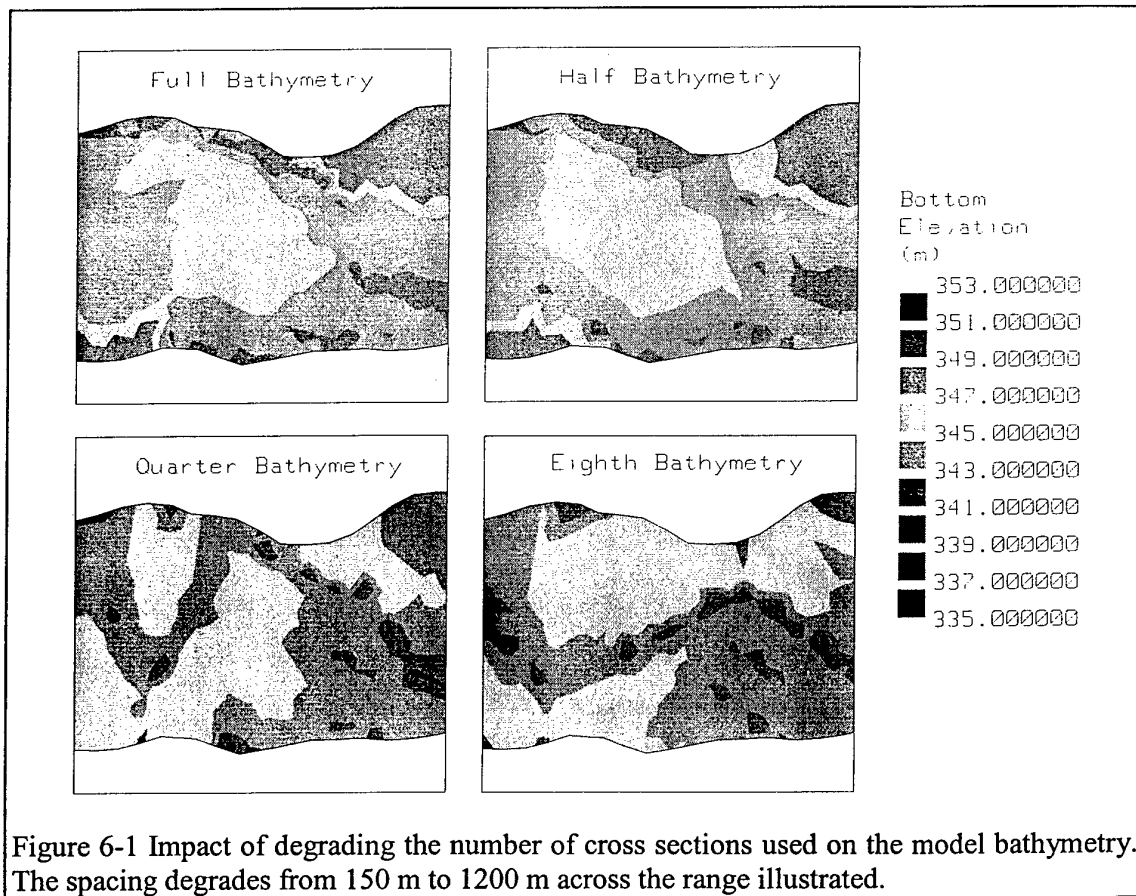 Full Bathymetry
Half Bathymetry
Quarter Bathymetry
Eighth Bathymetry
Bottom
Elevation
(m)
353.000000
351.000000
349.000000
347.000000
345.000000
343.000000
341.000000
339.000000
337.000000
335.000000
Figure 6-1 Impact of degrading the number of cross sections used on the model bathymetry.
The spacing degrades from 150 m to 1200 m across the range illustrated.